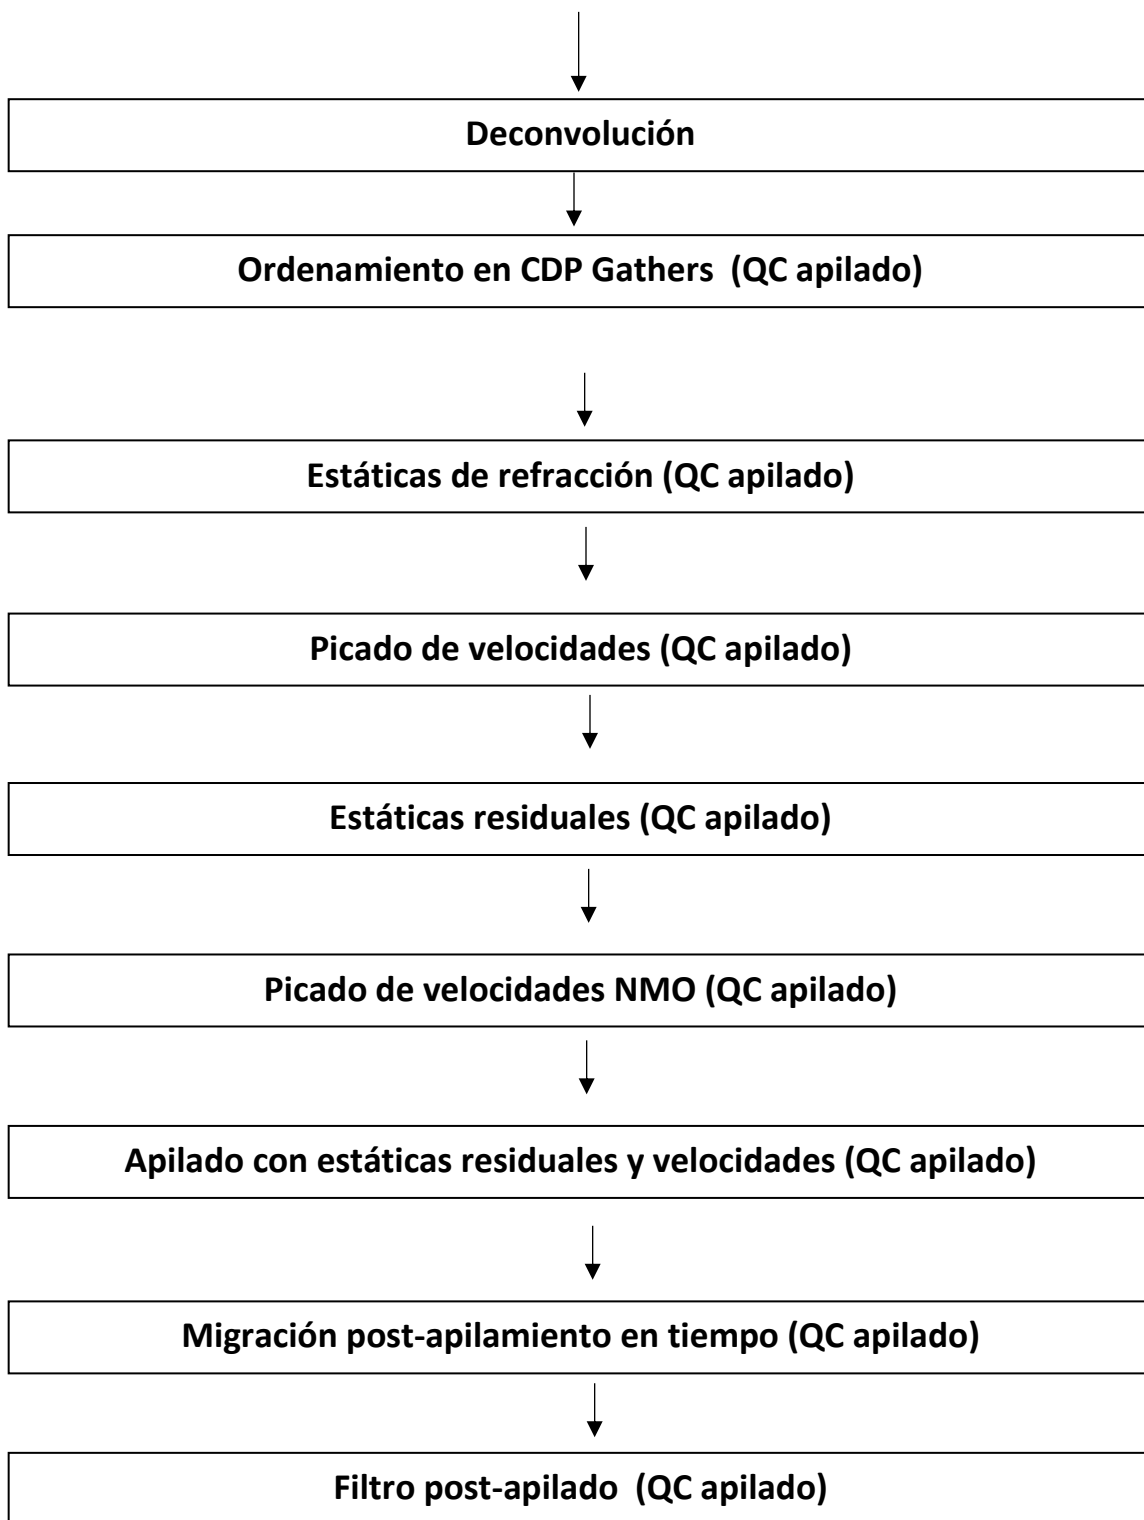 Deconvolución
Ordenamiento en CDP Gathers  (QC apilado)
Estáticas de refracción (QC apilado)
Picado de velocidades (QC apilado)
Estáticas residuales (QC apilado)
Picado de velocidades NMO (QC apilado)
Apilado con estáticas residuales y velocidades (QC apilado)
Migración post-apilamiento en tiempo (QC apilado)
Filtro post-apilado  (QC apilado)